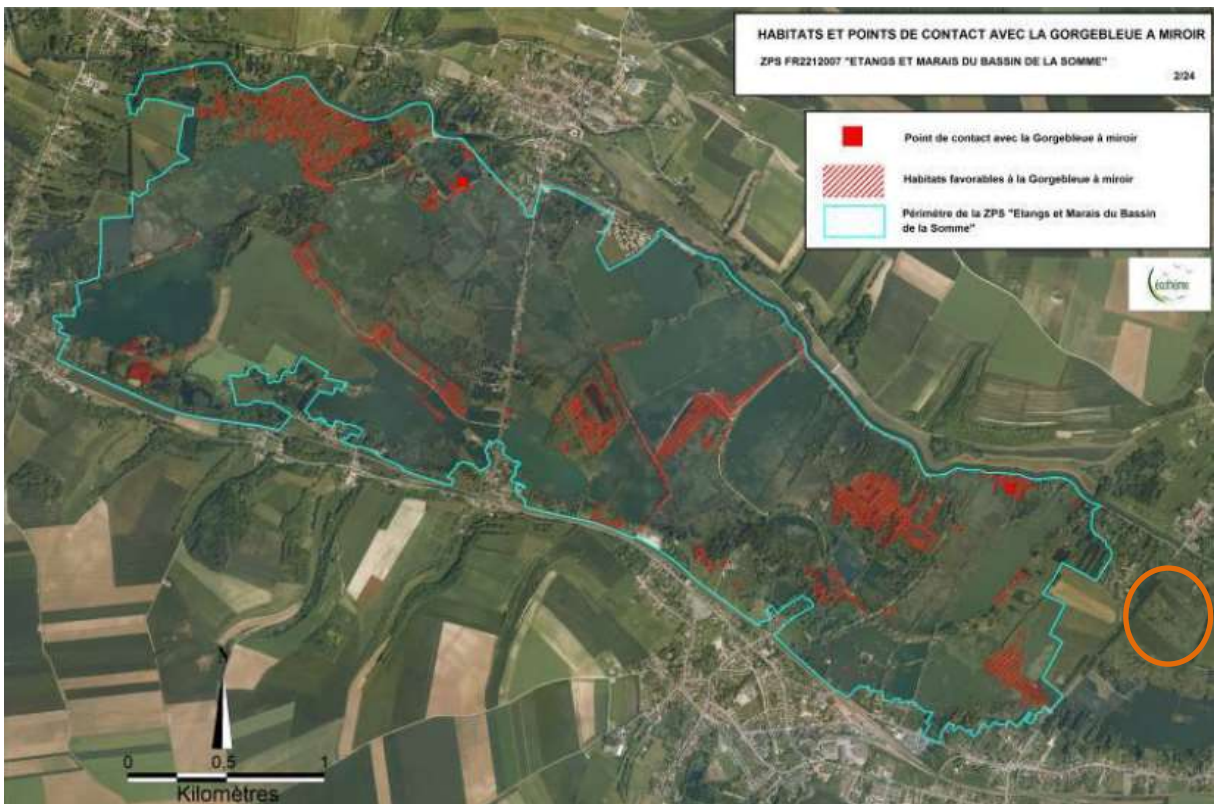 HABITATS ET POINTS DE CONTACT AVEC LA GORGEBLEUE A MIROIR
ZPS FR2212007 "ETANGS ET MARAIS DU BASSIN DE LA SOMME"
2/24
Point de contact avec la Gorgebleue à miroir
Habitats favorables à la Gorgebleue à miroir
Périmètre de la ZPS "Etangs et Marais du Bassin
de la Somme"
écothème
N
0 0,5 1
Kilomètres